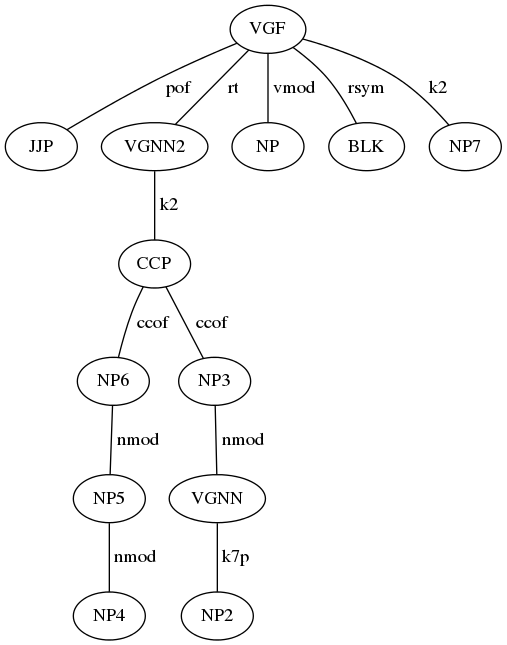 VGF
pof rt vmod rsym k2
JJP VGNN2 NP BLK NP7
k2
CCP
ccof ccof
NP6 NP3
nmod nmod
NP5 VGNN
nmod k7p
NP4 NP2